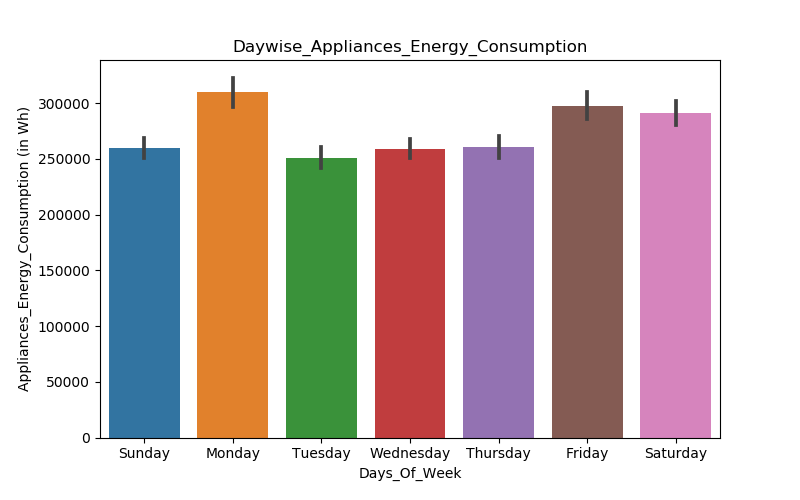 Daywise_Appliances_Energy_Consumption
Appliances_Energy_Consumption (in Wh)
300000
250000
200000
150000
100000
50000
0
Sunday Monday Tuesday Wednesday Thursday Friday Saturday
Days_Of_Week